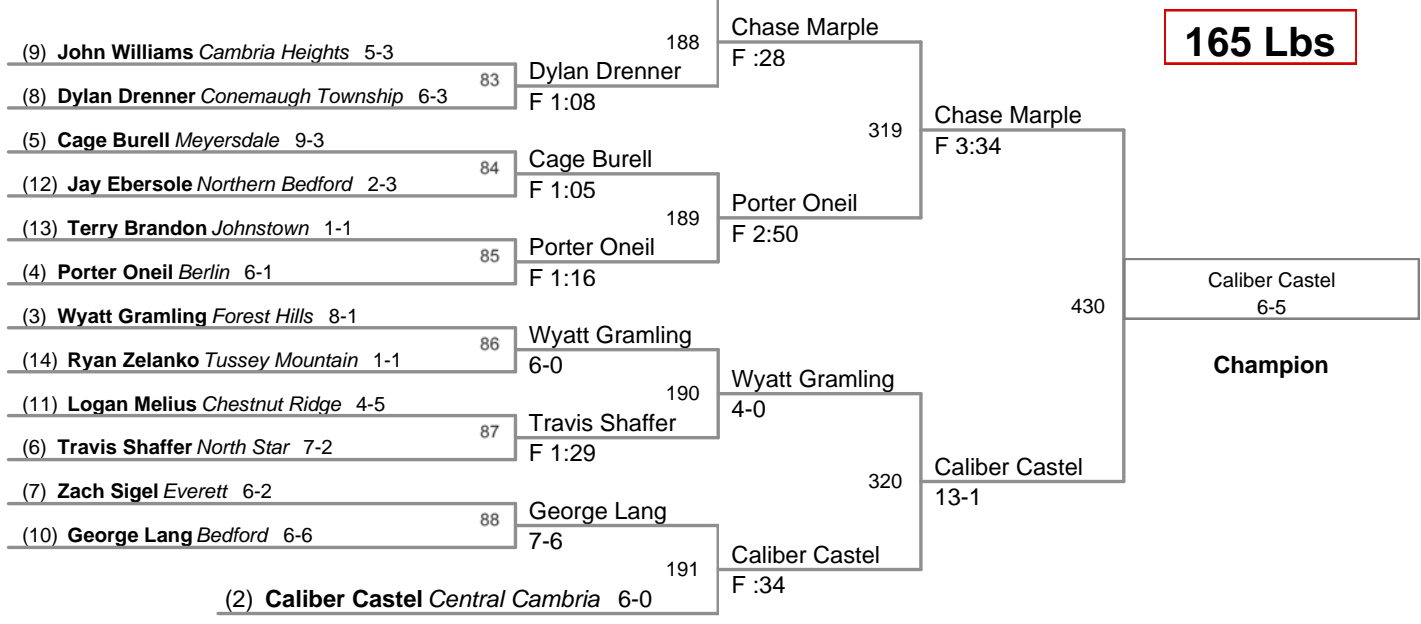 165 Lbs
(9) John Williams Cambria Heights 5-3
(8) Dylan Drenner Conemaugh Township 6-3
(5) Cage Burell Meyersdale 9-3
(12) Jay Ebersole Northern Bedford 2-3
(13) Terry Brandon Johnstown 1-1
(4) Porter Oneil Berlin 6-1
(3) Wyatt Gramling Forest Hills 8-1
(14) Ryan Zelanko Tussey Mountain 1-1
(11) Logan Melius Chestnut Ridge 4-5
(6) Travis Shaffer North Star 7-2
(7) Zach Sigel Everett 6-2
(10) George Lang Bedford 6-6
(2) Caliber Castel Central Cambria 6-0
83
84
85
86
87
88
Dylan Drenner
F 1:08
Cage Burell
F 1:05
Porter Oneil
F 1:16
Wyatt Gramling
6-0
Travis Shaffer
F 1:29
George Lang
7-6
188
189
190
191
Chase Marple
F :28
Porter Oneil
F 2:50
Wyatt Gramling
4-0
Caliber Castel
F :34
319
320
Chase Marple
F 3:34
Caliber Castel
13-1
430
Caliber Castel
6-5
Champion